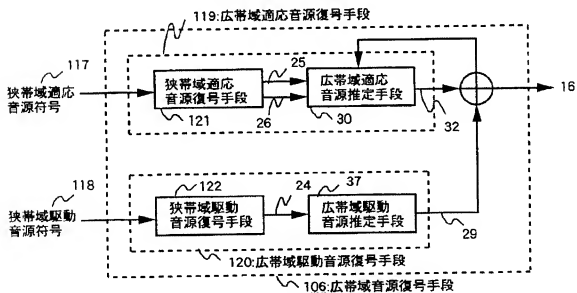 119:広帯域適応音源復号手段
117
狭帯域適応
音源符号
狭帯域適応
音源復号手段
121
25
26
広帯域適応
音源推定手段
30
32
16
118
狭帯域駆動
音源符号
122
狭帯域駆動
音源復号手段
24
37
広帯域駆動
音源推定手段
29
120:広帯域駆動音源復号手段
106:広帯域音源復号手段